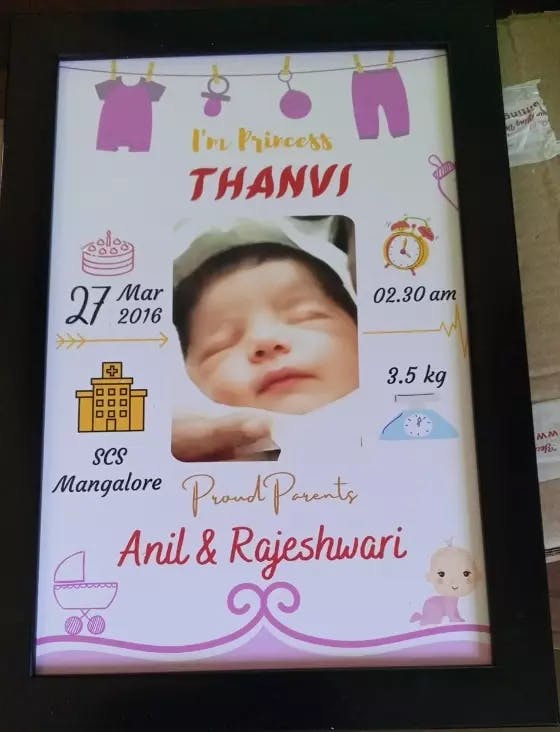 I'm Princess
THANVI
27 Mar
2016
02.30 am
3.5 kg
SCS
Mangalore
Proud Parents
Anil & Rajeshwari